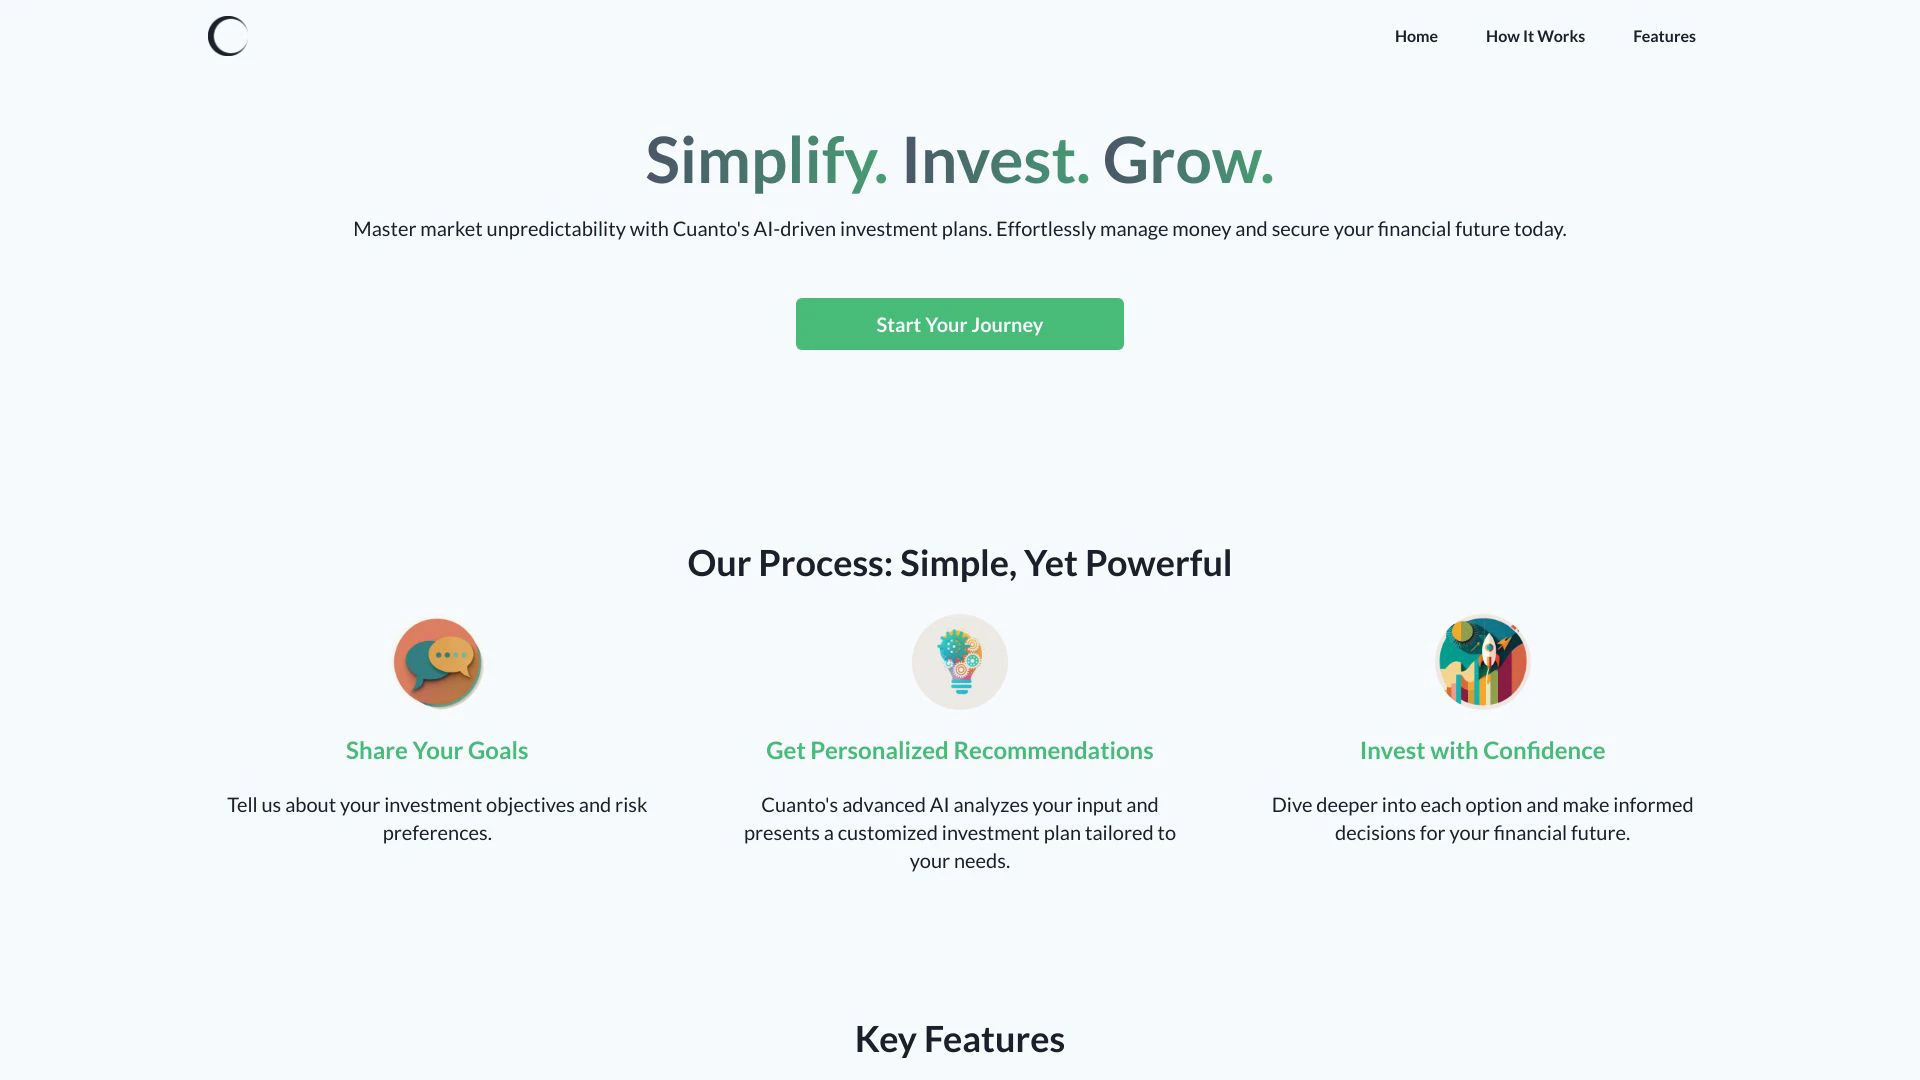 Home
How It Works
Features
Simplify. Invest. Grow.
Master market unpredictability with Cuanto's AI-driven investment plans. Effortlessly manage money and secure your financial future today.
Start Your Journey
Our Process: Simple, Yet Powerful
Share Your Goals
Tell us about your investment objectives and risk
preferences.
Get Personalized Recommendations
Cuanto's advanced AI analyzes your input and
presents a customized investment plan tailored to
your needs.
Invest with Confidence
Dive deeper into each option and make informed
decisions for your financial future.
Key Features